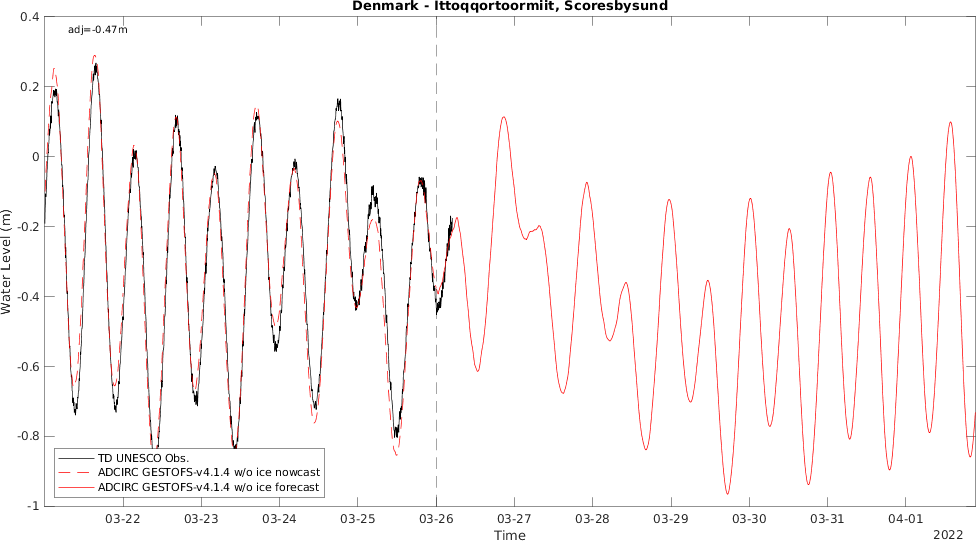 Denmark - Ittoqqortoormiit, Scoresbysund
adj=-0.47m
0.4
0.2
0
-0.2
-0.4
-0.6
-0.8
-1
Water Level (m)
TD UNESCO Obs.
ADCIRC GESTOFS-v4.1.4 w/o ice nowcast
ADCIRC GESTOFS-v4.1.4 w/o ice forecast
03-22 03-23 03-24 03-25 03-26 03-27 03-28 03-29 03-30 03-31 04-01
Time
2022